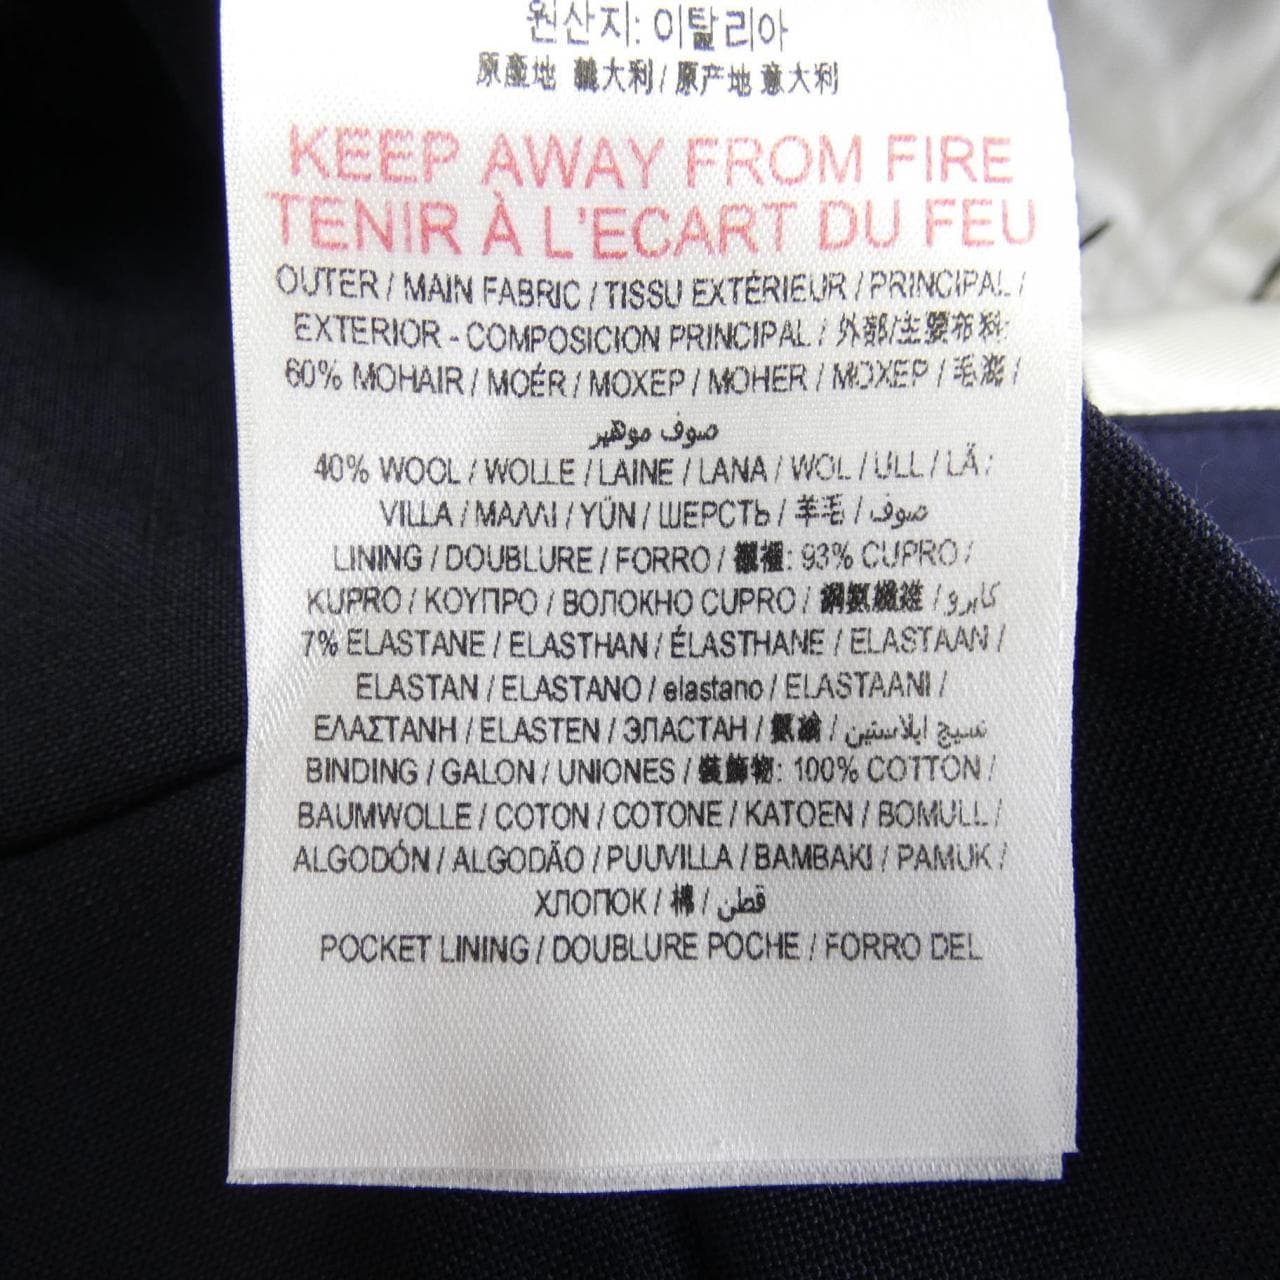 원산지: 이탈리아
原產地 義大利 / 原产地 意大利
KEEP AWAY FROM FIRE
TENIR À L'ECART DU FEU
OUTER / MAIN FABRIC / TISSU EXTÉRIEUR / PRINCIPAL /
EXTERIOR - COMPOSICION PRINCIPAL / 外部/主要布料:
60% MOHAIR / MOÉR / MOXEP / MOHER / MOXEP / 毛海 /
صوف موهير
40% WOOL / WOLLE / LAINE / LANA / WOL / ULL / LÃ /
VILLA / ΜΑΛΛΙ / YÜN / ШЕРСТЬ / 羊毛 / صوف
LINING / DOUBLURE / FORRO / : 93% CUPRO /
KUPRO / ΚΟΥΠΡΟ / ВОЛОКНО CUPRO / 銅氨纖維 / كابرو
7% ELASTANE / ELASTHAN / ÉLASTHANE / ELASTAAN /
ELASTAN / ELASTANO / elastano / ELASTAANI /
ΕΛΑΣΤΑΝΗ / ELASTEN / ЭЛАСТАН / 氨綸 / نسيج ايلاستين
BINDING / GALON / UNIONES / 裝飾物: 100% COTTON /
BAUMWOLLE / COTON / COTONE / KATOEN / BOMULL /
ALGODÓN / ALGODÃO / PUUVILLA / BAMBAKI / PAMUK /
ХЛОПОК / 棉 / قطن
POCKET LINING / DOUBLURE POCHE / FORRO DEL